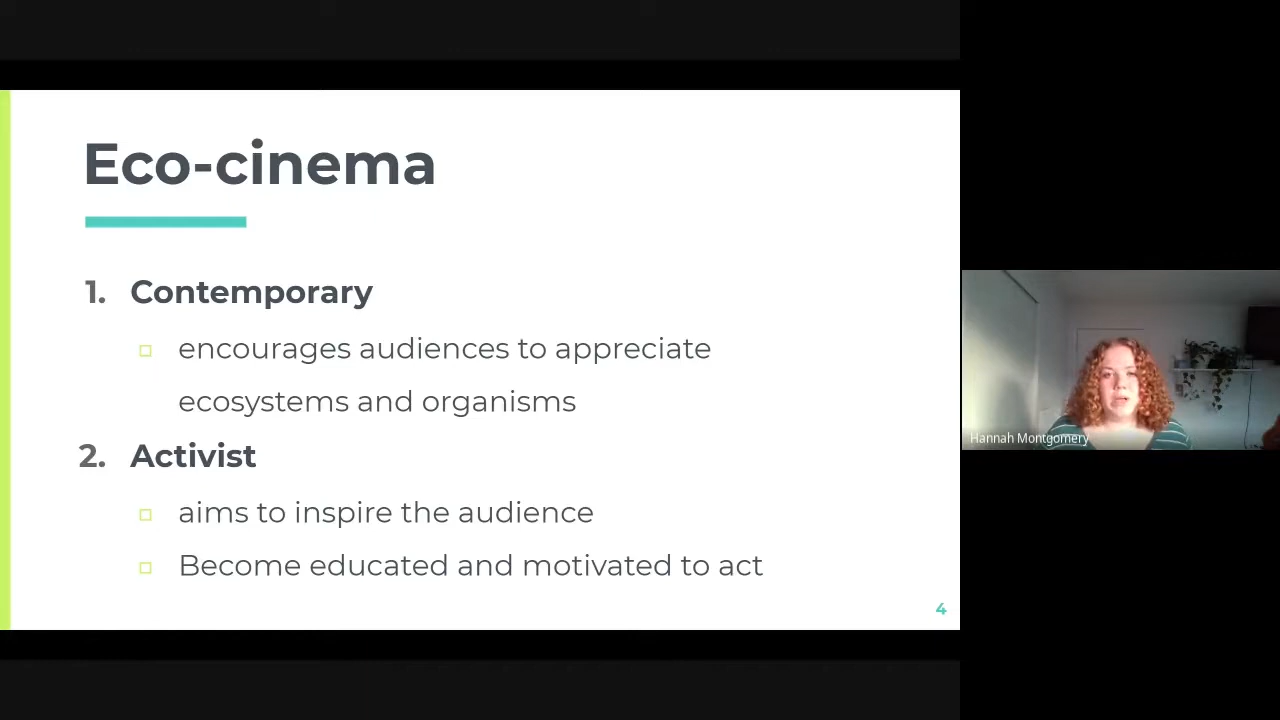 Eco-cinema
1. Contemporary
encourages audiences to appreciate
ecosystems and organisms
2. Activist
aims to inspire the audience
Become educated and motivated to act
4
Hannah Montgomery